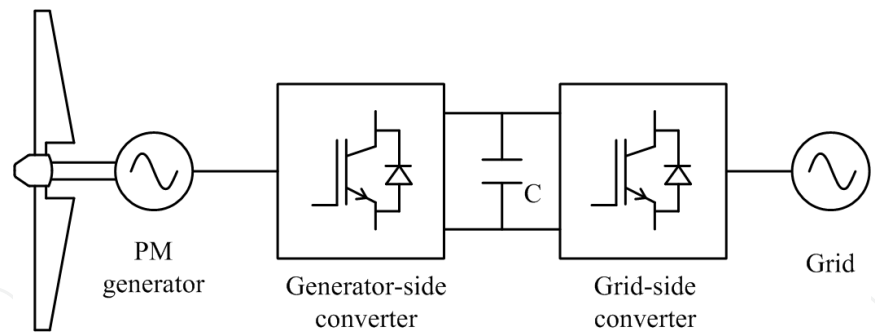 C
PM
generator
Generator-side
converter
Grid-side
converter
Grid